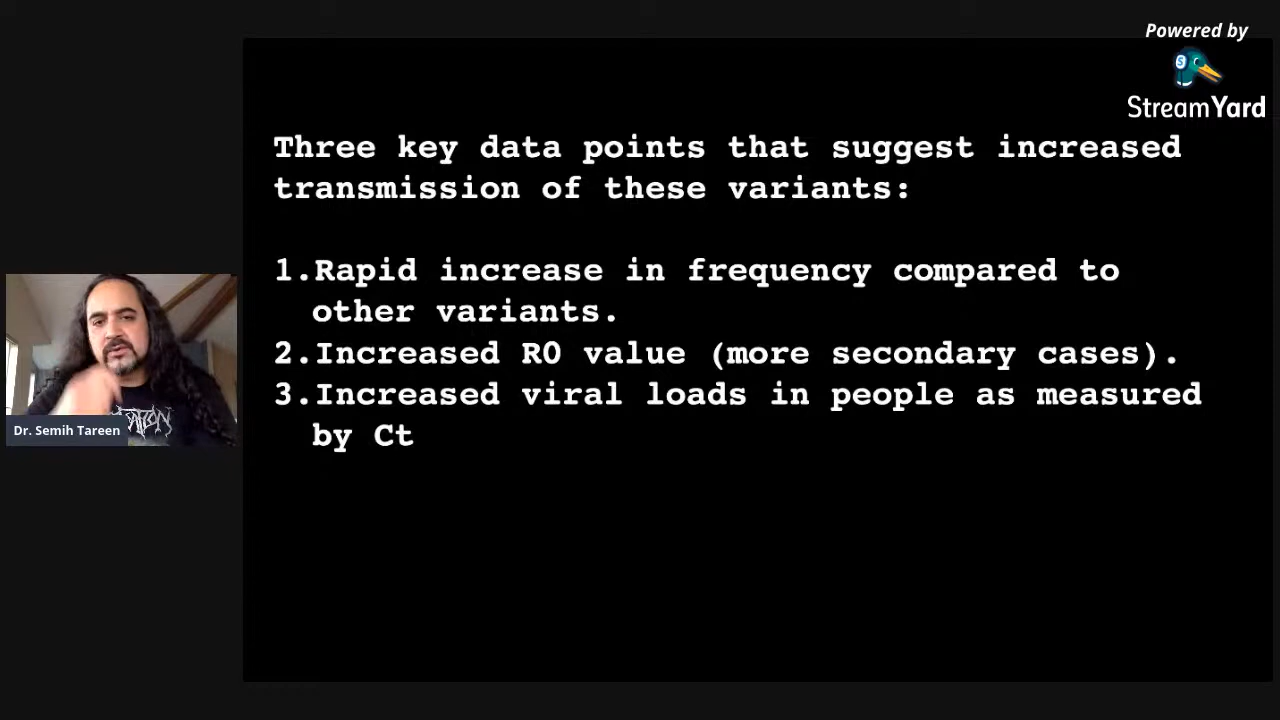 Powered by
StreamYard
Three key data points that suggest increased
transmission of these variants:
1.Rapid increase in frequency compared to
other variants.
2.Increased R0 value (more secondary cases).
3.Increased viral loads in people as measured
by Ct
Dr. Semih Tareen